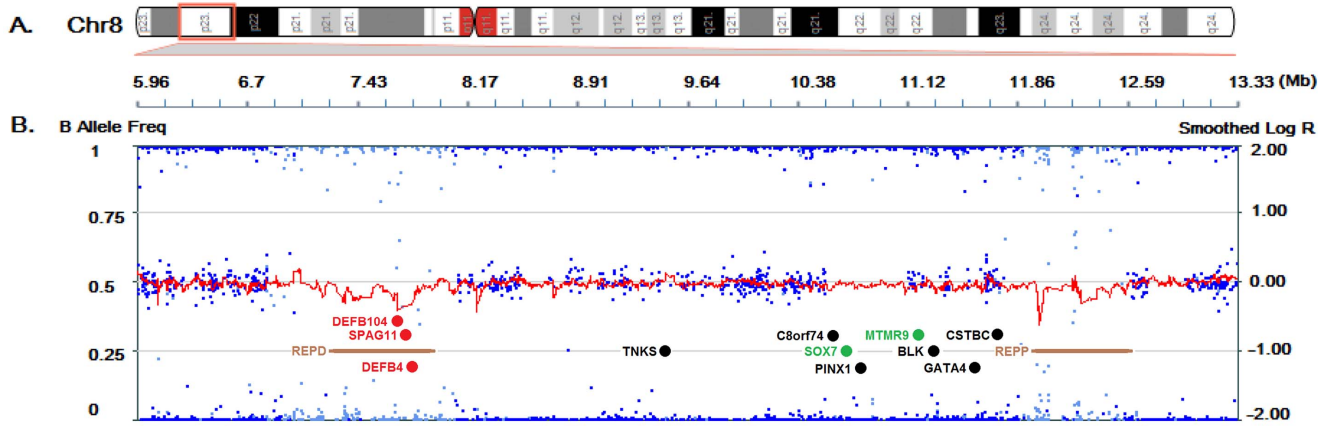 A. Chr8
p23. p23. p22 p21. p21. p21. p11. q11 q11. q11. q11. q12. q12. q13. q13. q13. q21. q21. q21. q21. q21. q22. q22. q22. q23. q24. q24. q24. q24.
5.96 6.7 7.43 8.17 8.91 9.64 10.38 11.12 11.86 12.59 13.33 (Mb)
B. B Allele Freq Smoothed Log R
1 2.00
0.75 1.00
0.5 0.00
DEFB104
SPAG11 C8orf74 MTMR9 CSTBC
0.25 REPD TNKS SOX7 BLK REPP -1.00
DEFB4 PINX1 GATA4
0 -2.00